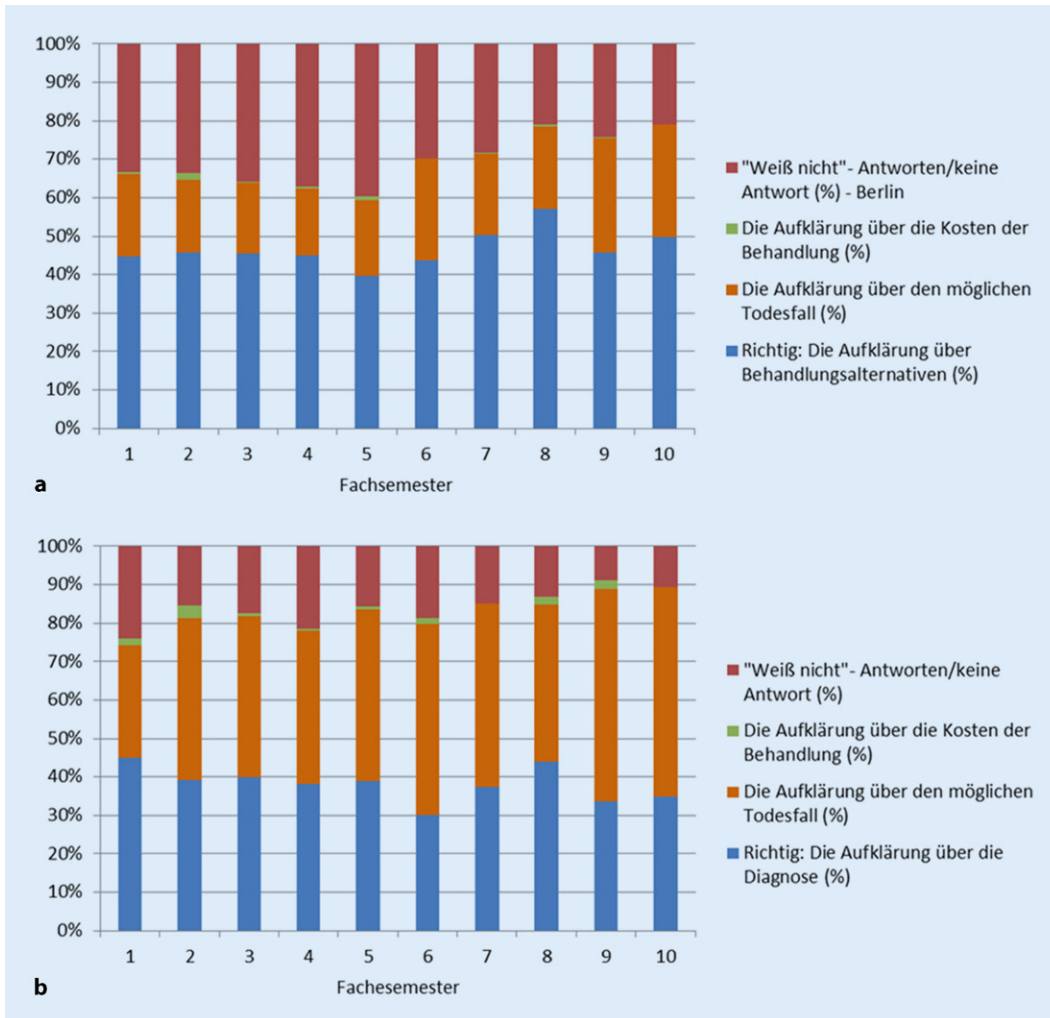 100%
90%
80%
70%
60%
50%
40%
30%
20%
10%
0%
1 2 3 4 5 6 7 8 9 10
Fachsemester
"Weiß nicht"- Antworten/keine
Antwort (%) - Berlin
Die Aufklärung über die Kosten der
Behandlung (%)
Die Aufklärung über den möglichen
Todesfall (%)
Richtig: Die Aufklärung über
Behandlungsalternativen (%)
a
100%
90%
80%
70%
60%
50%
40%
30%
20%
10%
0%
1 2 3 4 5 6 7 8 9 10
Fachesemester
"Weiß nicht"- Antworten/keine
Antwort (%)
Die Aufklärung über die Kosten der
Behandlung (%)
Die Aufklärung über den möglichen
Todesfall (%)
Richtig: Die Aufklärung über die
Diagnose (%)
b